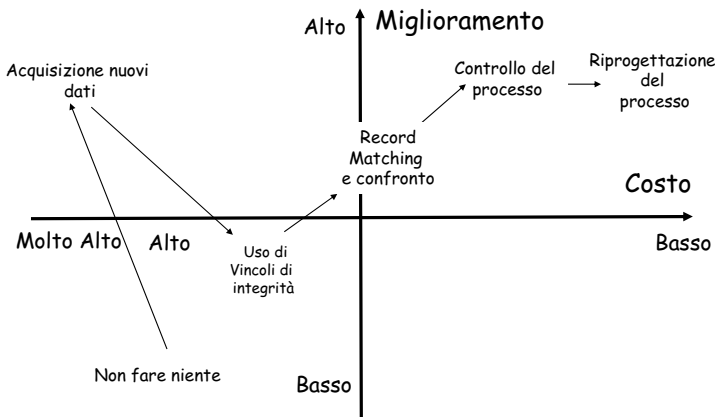 Alto
Miglioramento
Acquisizione nuovi
dati
Controllo del
processo
Riprogettazione
del
processo
Record
Matching
e confronto
Costo
Molto Alto
Alto
Basso
Uso di
Vincoli di
integrità
Non fare niente
Basso